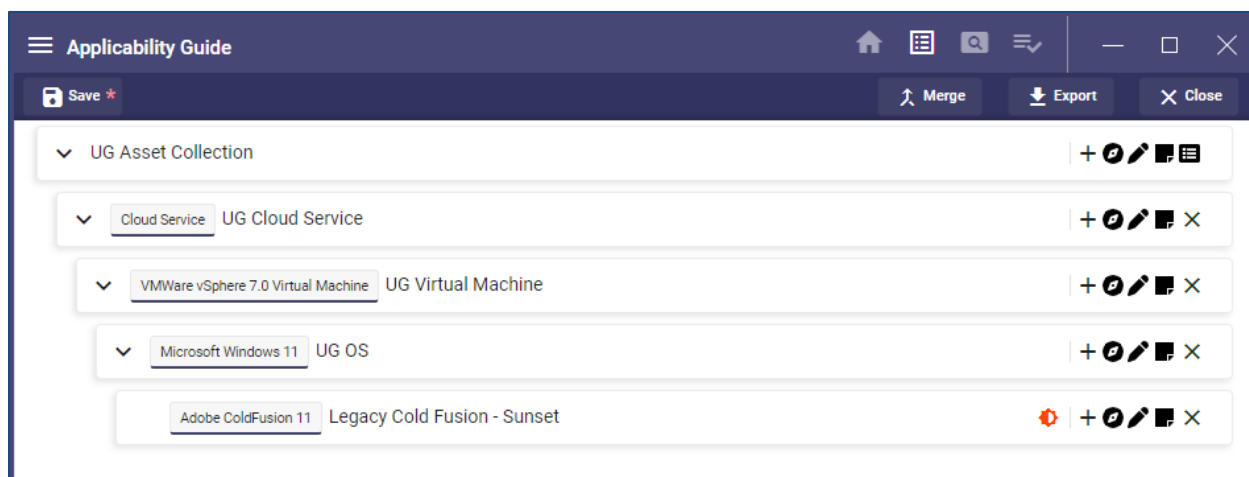 Applicability Guide
Save *
Merge
Export
Close
UG Asset Collection
Cloud Service UG Cloud Service
VMWare vSphere 7.0 Virtual Machine UG Virtual Machine
Microsoft Windows 11 UG OS
Adobe ColdFusion 11 Legacy Cold Fusion - Sunset